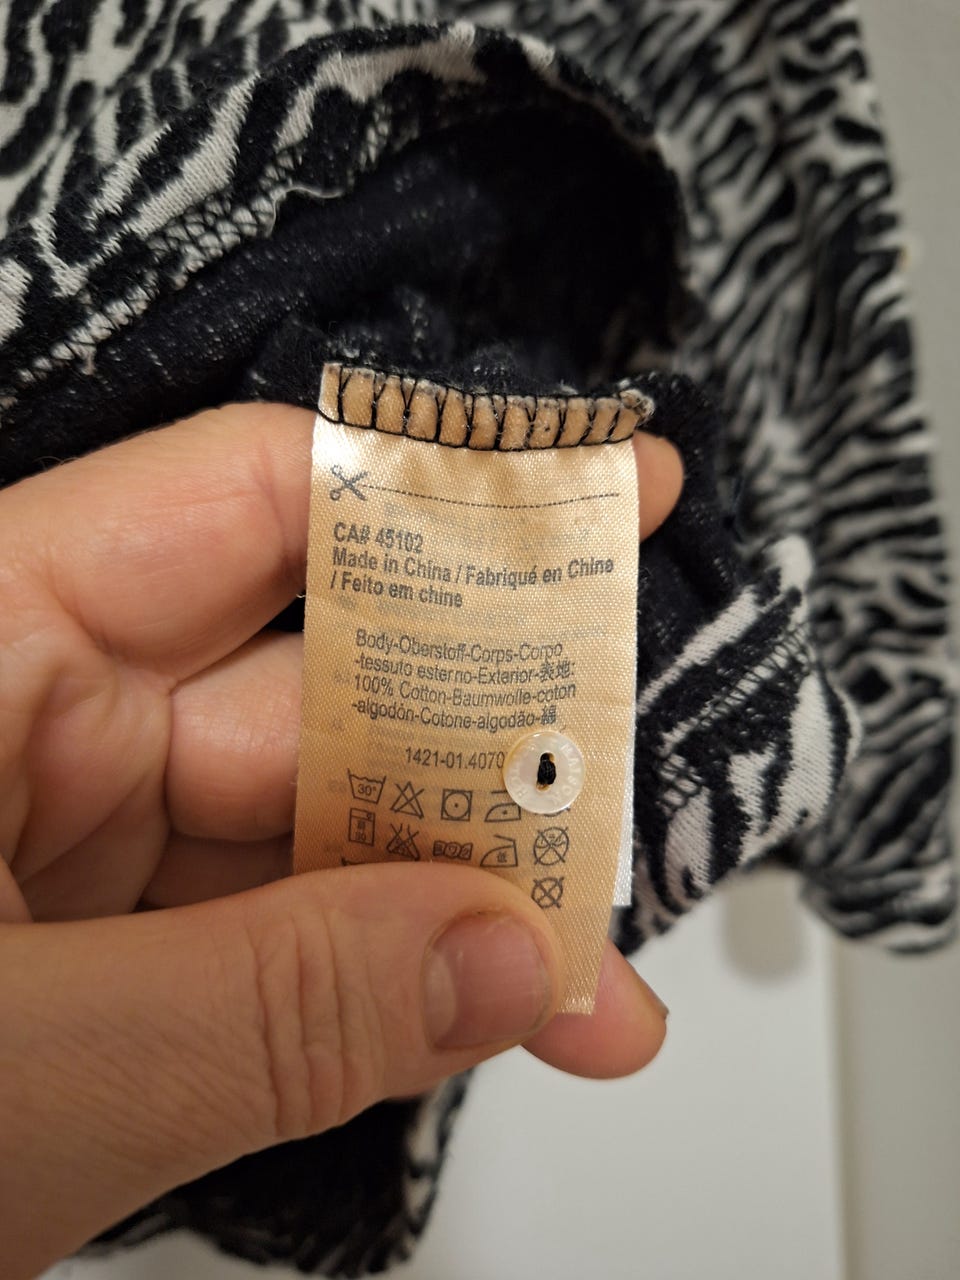 CA# 45102
Made in China / Fabriqué en Chine
/ Feito em chine
Body-Oberstoff-Corps-Corpo
-tessuto esterno-Exterior-表地:
100% Cotton-Baumwolle-coton
-algodón-Cotone-algodão-綿
1421-01.4070
30°